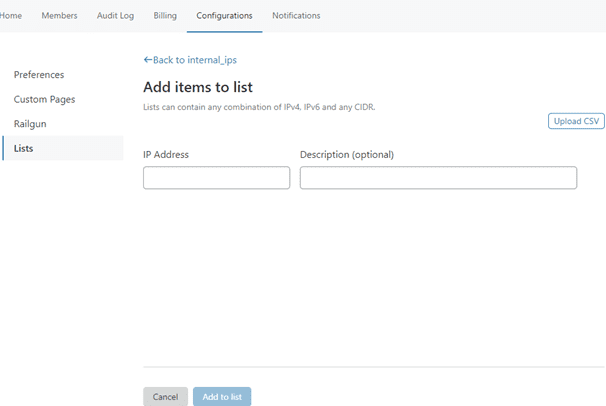 Home Members Audit Log Billing Configurations Notifications
←Back to internal_ips
Preferences
Add items to list
Custom Pages
Lists can contain any combination of IPv4, IPv6 and any CIDR.
Railgun
Upload CSV
Lists
IP Address Description (optional)
Cancel Add to list